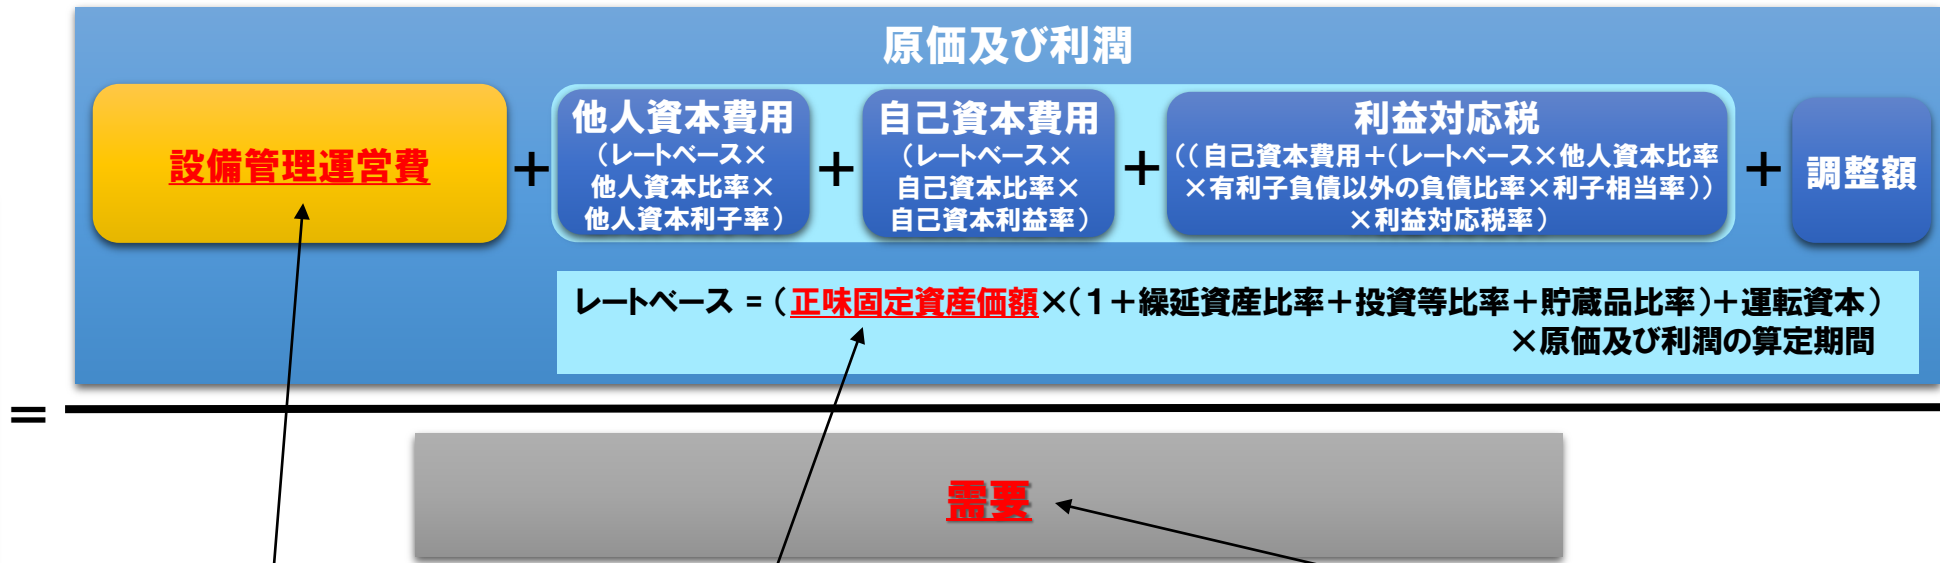 原価及び利潤
設備管理運営費
+
他人資本費用
(レートベース×
他人資本比率×
他人資本利子率)
+
自己資本費用
(レートベース×
自己資本比率×
自己資本利益率)
+
利益対応税
((自己資本費用+(レートベース×他人資本比率
×有利子負債以外の負債比率×利子相当率))
×利益対応税率)
+
調整額
レートベース = (正味固定資産価額×(1+繰延資産比率+投資等比率+貯蔵品比率)+運転資本)
×原価及び利潤の算定期間
=
需要